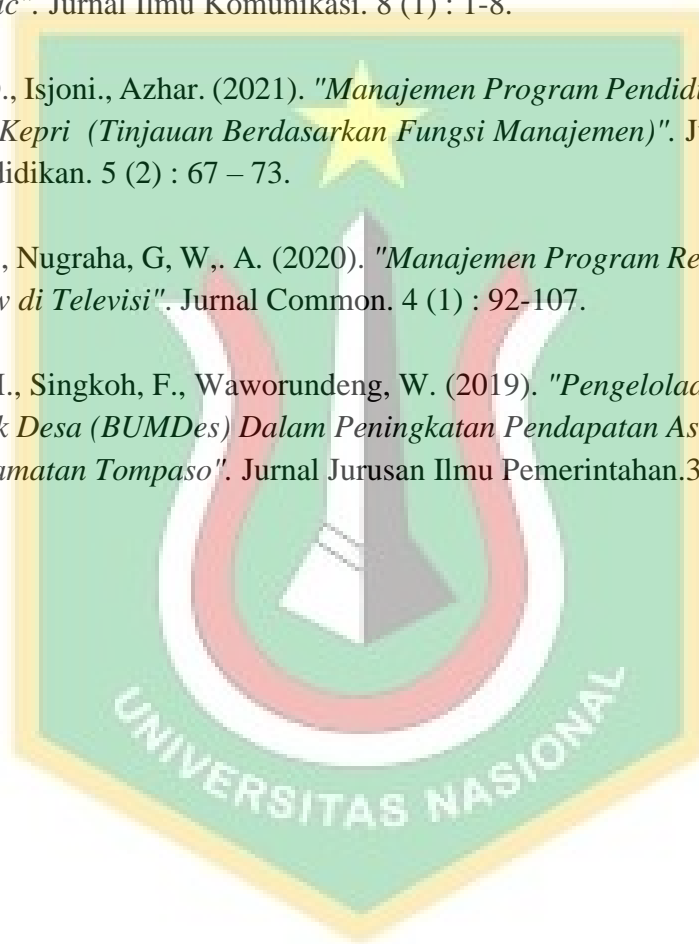 Jurnal Ilmu Komunikasi. 8 (1) : 1-8.
., Isjoni., Azhar. (2021). "Manajemen Program Pendidi
Kepri (Tinjauan Berdasarkan Fungsi Manajemen)". J
didikan. 5 (2) : 67 – 73.
, Nugraha, G, W,. A. (2020). "Manajemen Program Re
w di Televisi". Jurnal Common. 4 (1) : 92-107.
I., Singkoh, F., Waworundeng, W. (2019). "Pengelolaa
k Desa (BUMDes) Dalam Peningkatan Pendapatan As
amatan Tompaso". Jurnal Jurusan Ilmu Pemerintahan.3
UNIVERSITAS NASIONAL